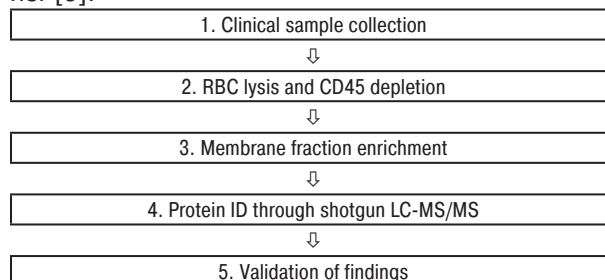 1. Clinical sample collection
2. RBC lysis and CD45 depletion
3. Membrane fraction enrichment
4. Protein ID through shotgun LC-MS/MS
5. Validation of findings